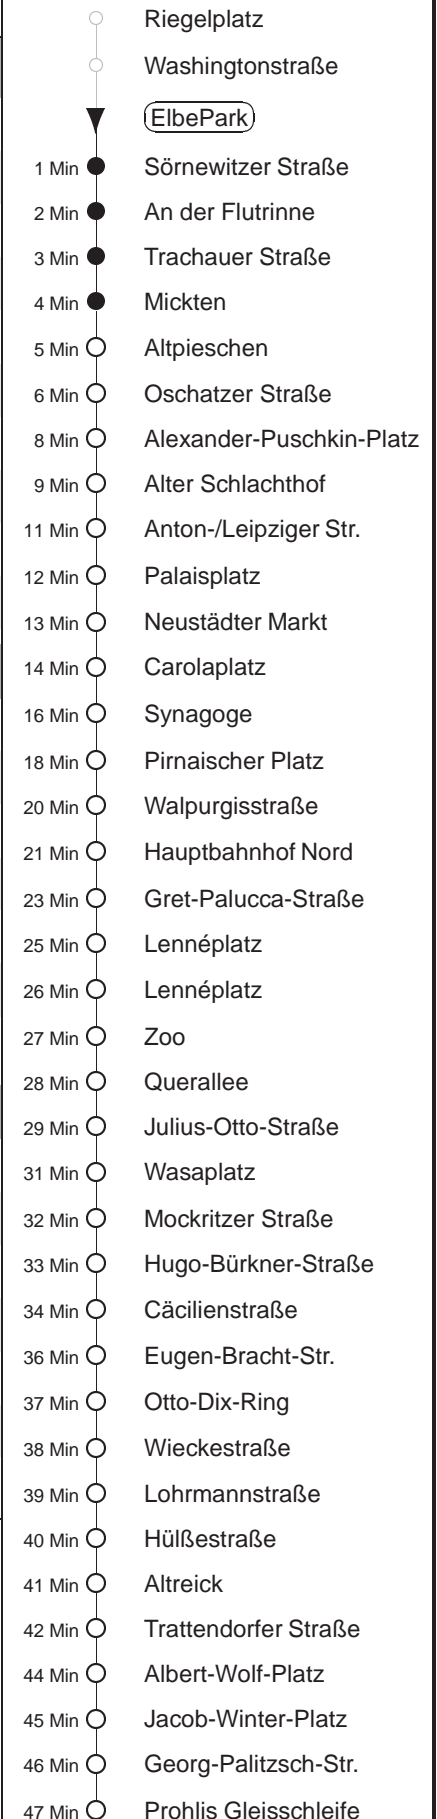 Riegelplatz
Washingtonstraße
ElbePark
1 Min Sörnewitzer Straße
2 Min An der Flutrinne
3 Min Trachauer Straße
4 Min Mickten
5 Min Altpieschen
6 Min Oschatzer Straße
8 Min Alexander-Puschkin-Platz
9 Min Alter Schlachthof
11 Min Anton-/Leipziger Str.
12 Min Palaisplatz
13 Min Neustädter Markt
14 Min Carolaplatz
16 Min Synagoge
18 Min Pirnaischer Platz
20 Min Walpurgisstraße
21 Min Hauptbahnhof Nord
23 Min Gret-Palucca-Straße
25 Min Lennéplatz
26 Min Lennéplatz
27 Min Zoo
28 Min Querallee
29 Min Julius-Otto-Straße
31 Min Wasaplatz
32 Min Mockritzer Straße
33 Min Hugo-Bürkner-Straße
34 Min Cäcilienstraße
36 Min Eugen-Bracht-Str.
37 Min Otto-Dix-Ring
38 Min Wieckestraße
39 Min Lohrmannstraße
40 Min Hülßestraße
41 Min Altreick
42 Min Trattendorfer Straße
44 Min Albert-Wolf-Platz
45 Min Jacob-Winter-Platz
46 Min Georg-Palitzsch-Str.
47 Min Prohlis Gleisschleife